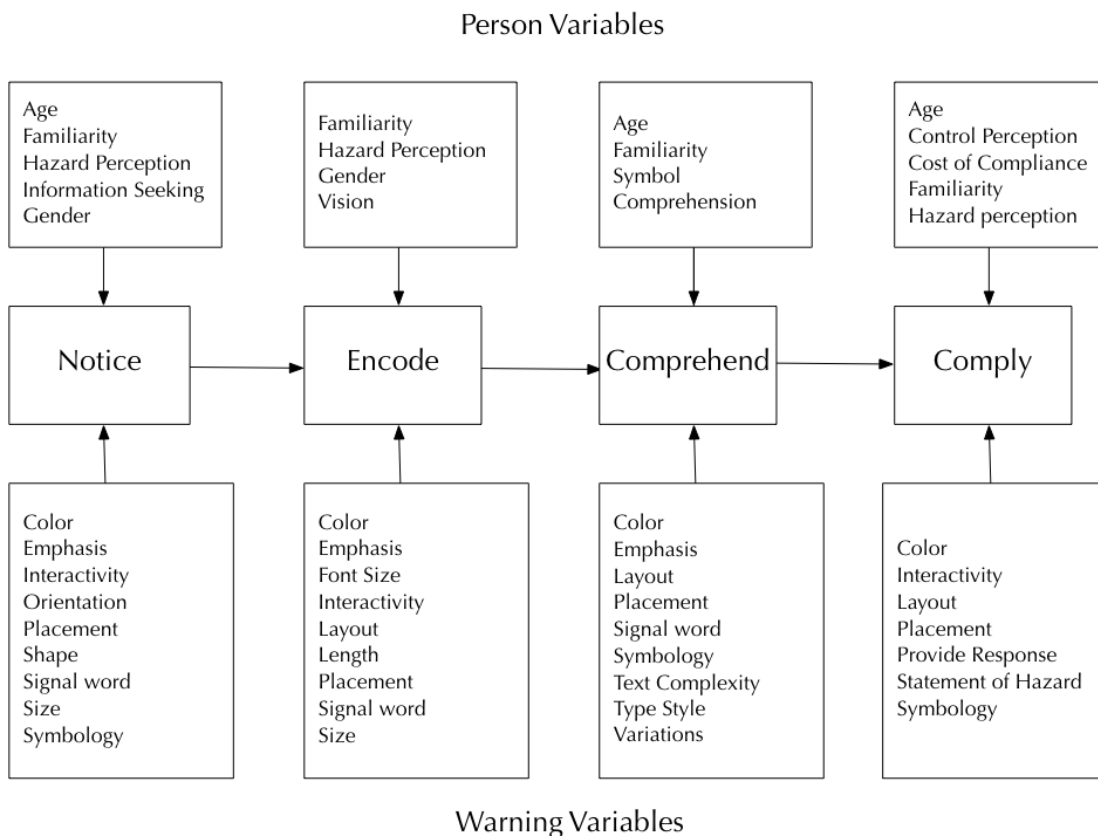 Person Variables
Age
Familiarity
Hazard Perception
Information Seeking
Gender
Familiarity
Hazard Perception
Gender
Vision
Age
Familiarity
Symbol
Comprehension
Age
Control Perception
Cost of Compliance
Familiarity
Hazard perception
Notice
Encode
Comprehend
Comply
Color
Emphasis
Interactivity
Orientation
Placement
Shape
Signal word
Size
Symbology
Color
Emphasis
Font Size
Interactivity
Layout
Length
Placement
Signal word
Size
Color
Emphasis
Layout
Placement
Signal word
Symbology
Text Complexity
Type Style
Variations
Color
Interactivity
Layout
Placement
Provide Response
Statement of Hazard
Symbology
Warning Variables